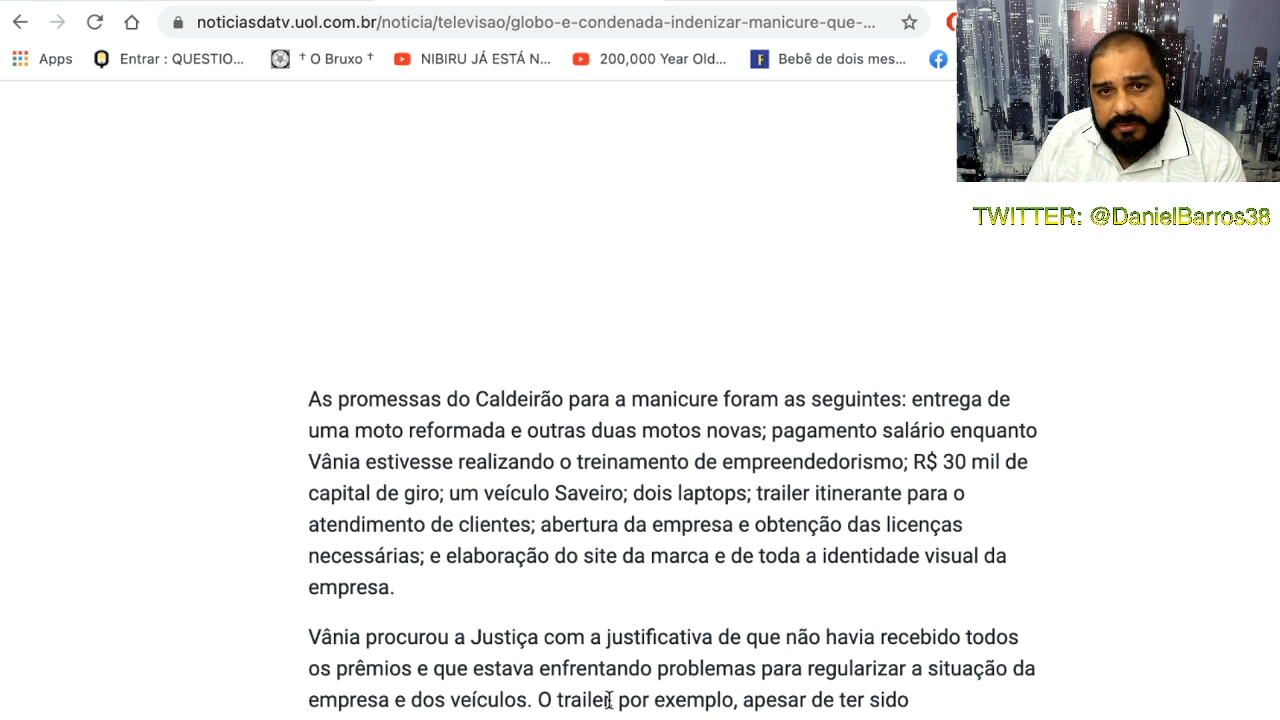 noticiasdatv.uol.com.br/noticia/televisao/globo-e-condenada-indenizar-manicure-que-...
Apps
Entrar : QUESTIO...
† O Bruxo †
NIBIRU JÁ ESTÁ N...
200,000 Year Old...
Bebê de dois mes...
TWITTER: @DanielBarros38
As promessas do Caldeirão para a manicure foram as seguintes: entrega de
uma moto reformada e outras duas motos novas; pagamento salário enquanto
Vânia estivesse realizando o treinamento de empreendedorismo; R$ 30 mil de
capital de giro; um veículo Saveiro; dois laptops; trailer itinerante para o
atendimento de clientes; abertura da empresa e obtenção das licenças
necessárias; e elaboração do site da marca e de toda a identidade visual da
empresa.
Vânia procurou a Justiça com a justificativa de que não havia recebido todos
os prêmios e que estava enfrentando problemas para regularizar a situação da
empresa e dos veículos. O trailer, por exemplo, apesar de ter sido